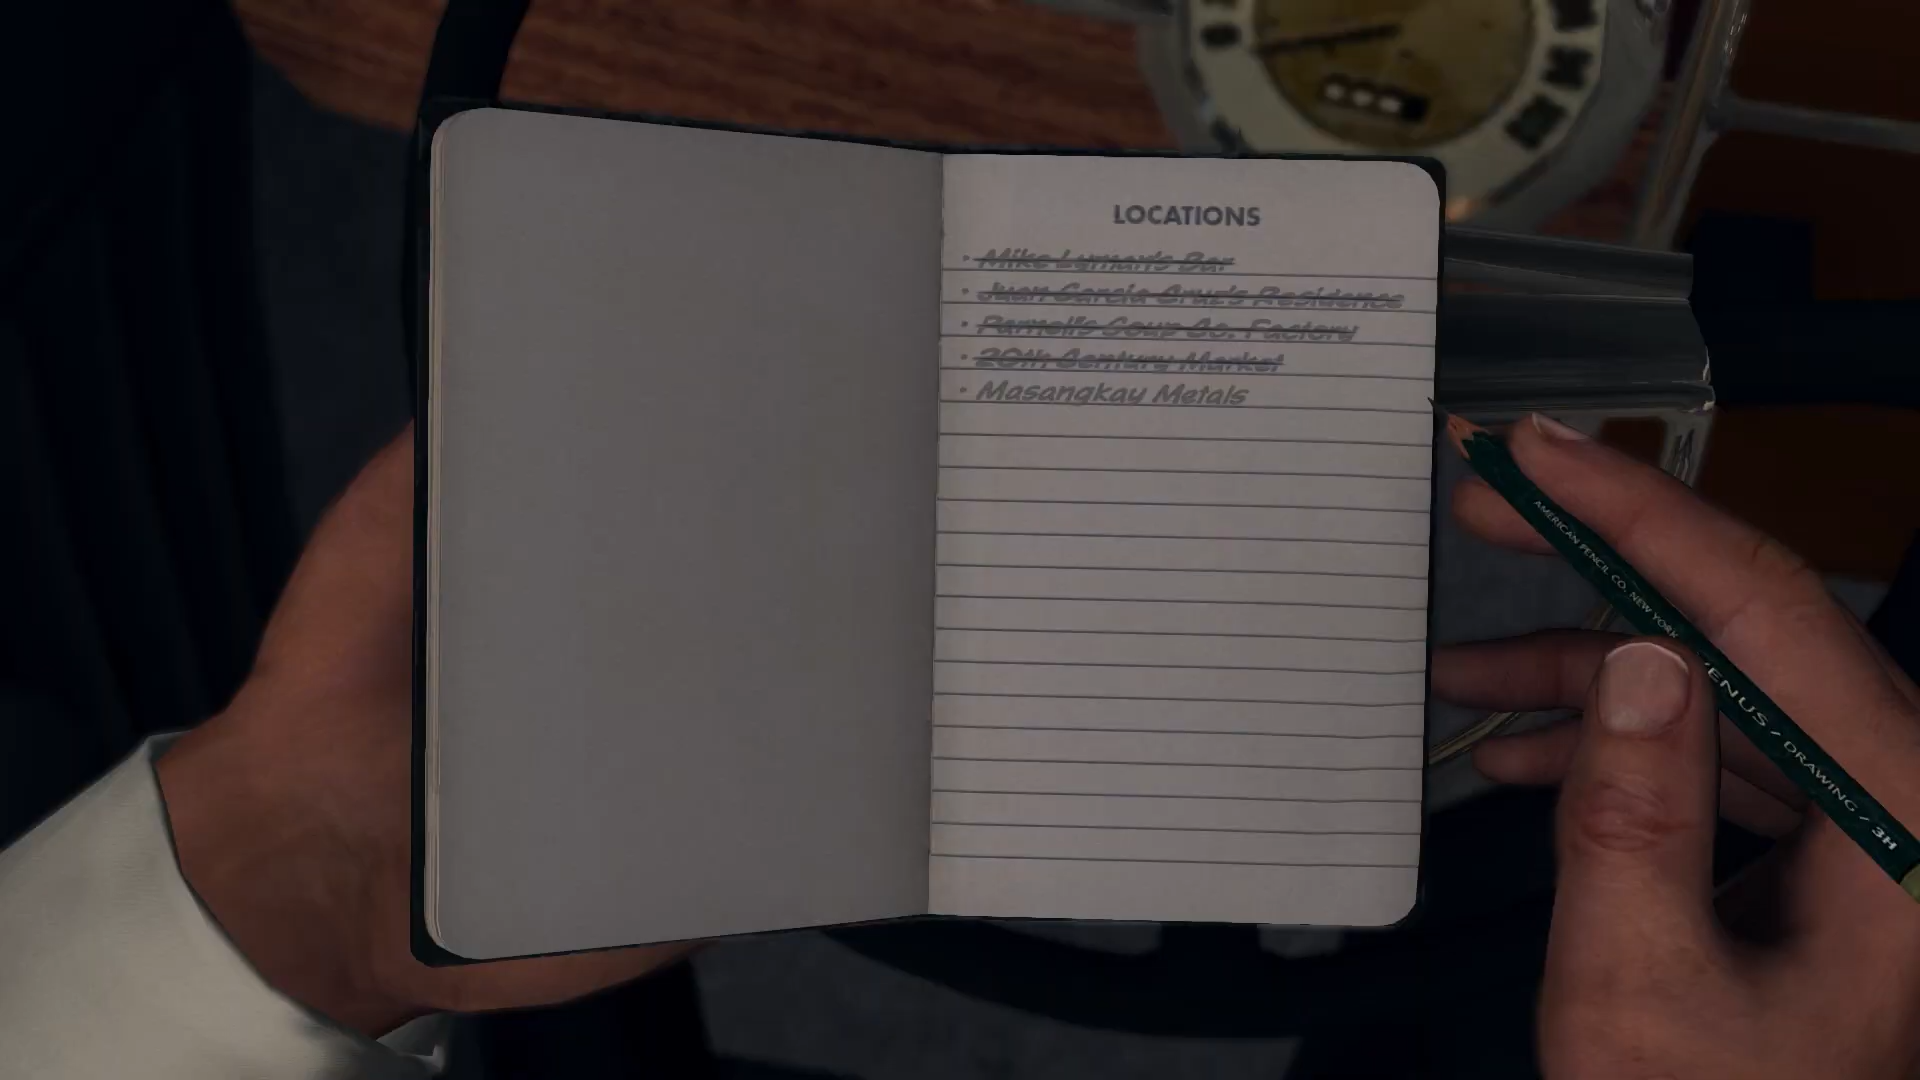 LOCATIONS
· Mike Lyman's Bar
· Juan Garcia Cruz's Residence
· Parnell's Soup Co. Factory
· 20th Century Market
· Masangkay Metals
AMERICAN PENCIL CO. NEW YORK
VENUS / DRAWING / 3H